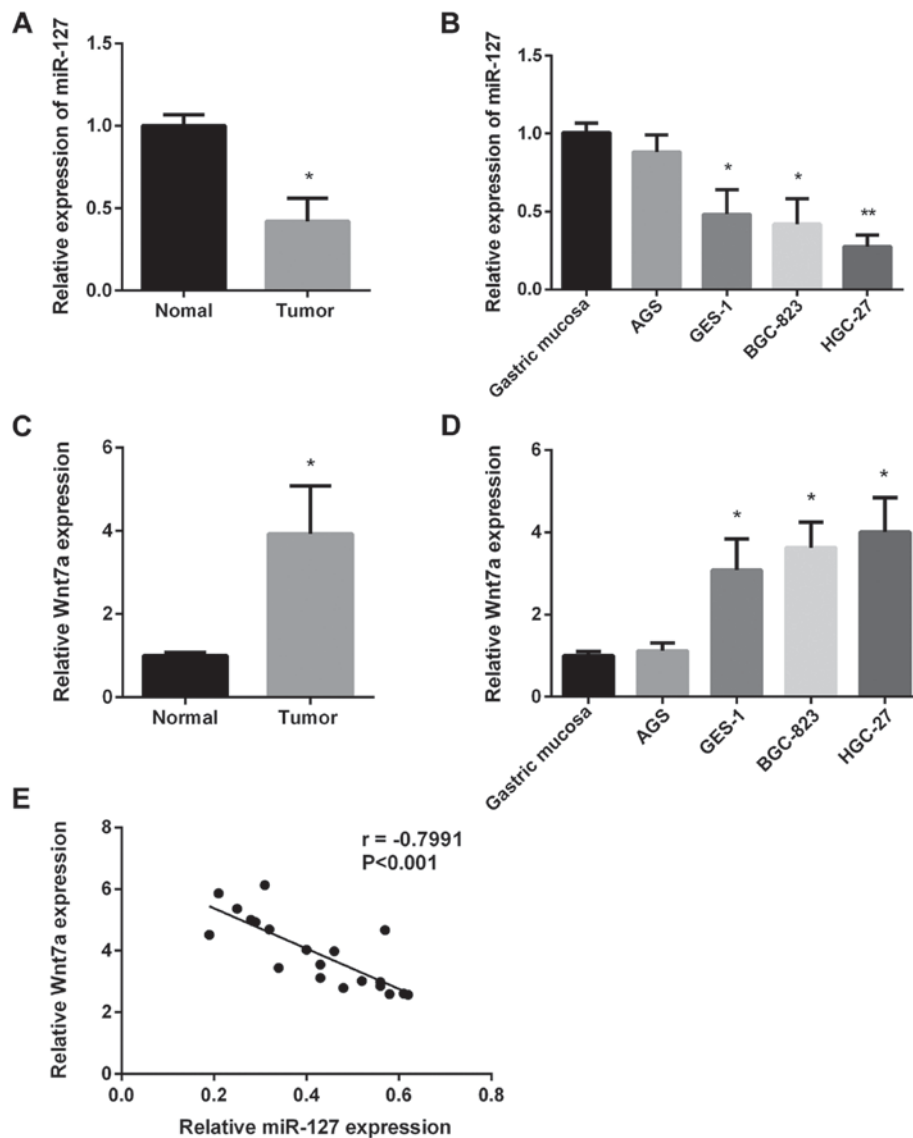 A
Relative expression of miR-127
1.5
1.0
0.5
0.0
*
Nomal
Tumor
B
Relative expression of miR-127
1.5
1.0
0.5
0.0
*
*
**
Gastric mucosa
AGS
GES-1
BGC-823
HGC-27
C
Relative Wnt7a expression
6
4
2
0
*
Normal
Tumor
D
Relative Wnt7a expression
6
4
2
0
*
*
*
Gastric mucosa
AGS
GES-1
BGC-823
HGC-27
E
Relative Wnt7a expression
8
6
4
2
0
r = -0.7991
P<0.001
0.0
0.2
0.4
0.6
0.8
Relative miR-127 expression